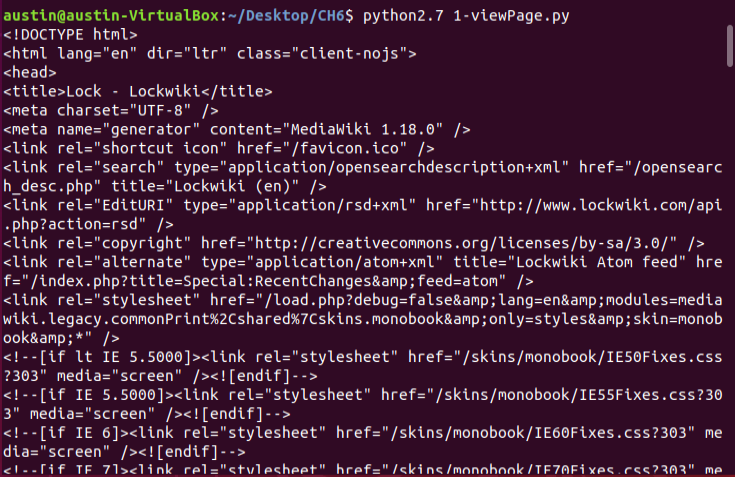 austin@austin-VirtualBox:~/Desktop/CH6$ python2.7 1-viewPage.py
<!DOCTYPE html>
<html lang="en" dir="ltr" class="client-nojs">
<head>
<title>Lock - Lockwiki</title>
<meta charset="UTF-8" />
<meta name="generator" content="MediaWiki 1.18.0" />
<link rel="shortcut icon" href="/favicon.ico" />
<link rel="search" type="application/opensearchdescription+xml" href="/opensearc
h_desc.php" title="Lockwiki (en)" />
<link rel="EditURI" type="application/rsd+xml" href="http://www.lockwiki.com/api
.php?action=rsd" />
<link rel="copyright" href="http://creativecommons.org/licenses/by-sa/3.0/" />
<link rel="alternate" type="application/atom+xml" title="Lockwiki Atom feed" hre
f="/index.php?title=Special:RecentChanges&amp;feed=atom" />
<link rel="stylesheet" href="/load.php?debug=false&amp;lang=en&amp;modules=media
wiki.legacy.commonPrint%2Cshared%7Cskins.monobook&amp;only=styles&amp;skin=monob
ook&amp;*" />
<!--[if lt IE 5.5000]><link rel="stylesheet" href="/skins/monobook/IE50Fixes.css
?303" media="screen" /><![endif]-->
<!--[if IE 5.5000]><link rel="stylesheet" href="/skins/monobook/IE55Fixes.css?30
3" media="screen" /><![endif]-->
<!--[if IE 6]><link rel="stylesheet" href="/skins/monobook/IE60Fixes.css?303" me
dia="screen" /><![endif]-->
<!--[if IE 7]><link rel="stylesheet" href="/skins/monobook/IE70Fixes.css?303" me